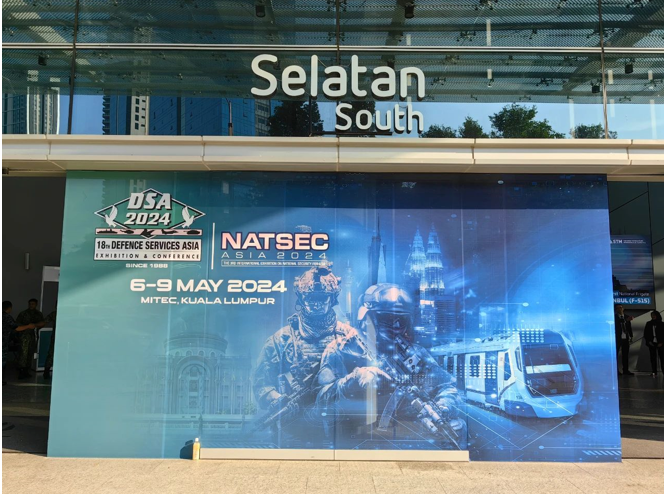 Selatan
South
DSA
2024
18TH DEFENCE SERVICES ASIA
EXHIBITION & CONFERENCE
SINCE 1988
NATSEC
ASIA 2024
6-9 MAY 2024
MITEC, KUALA LUMPUR
(F-515)